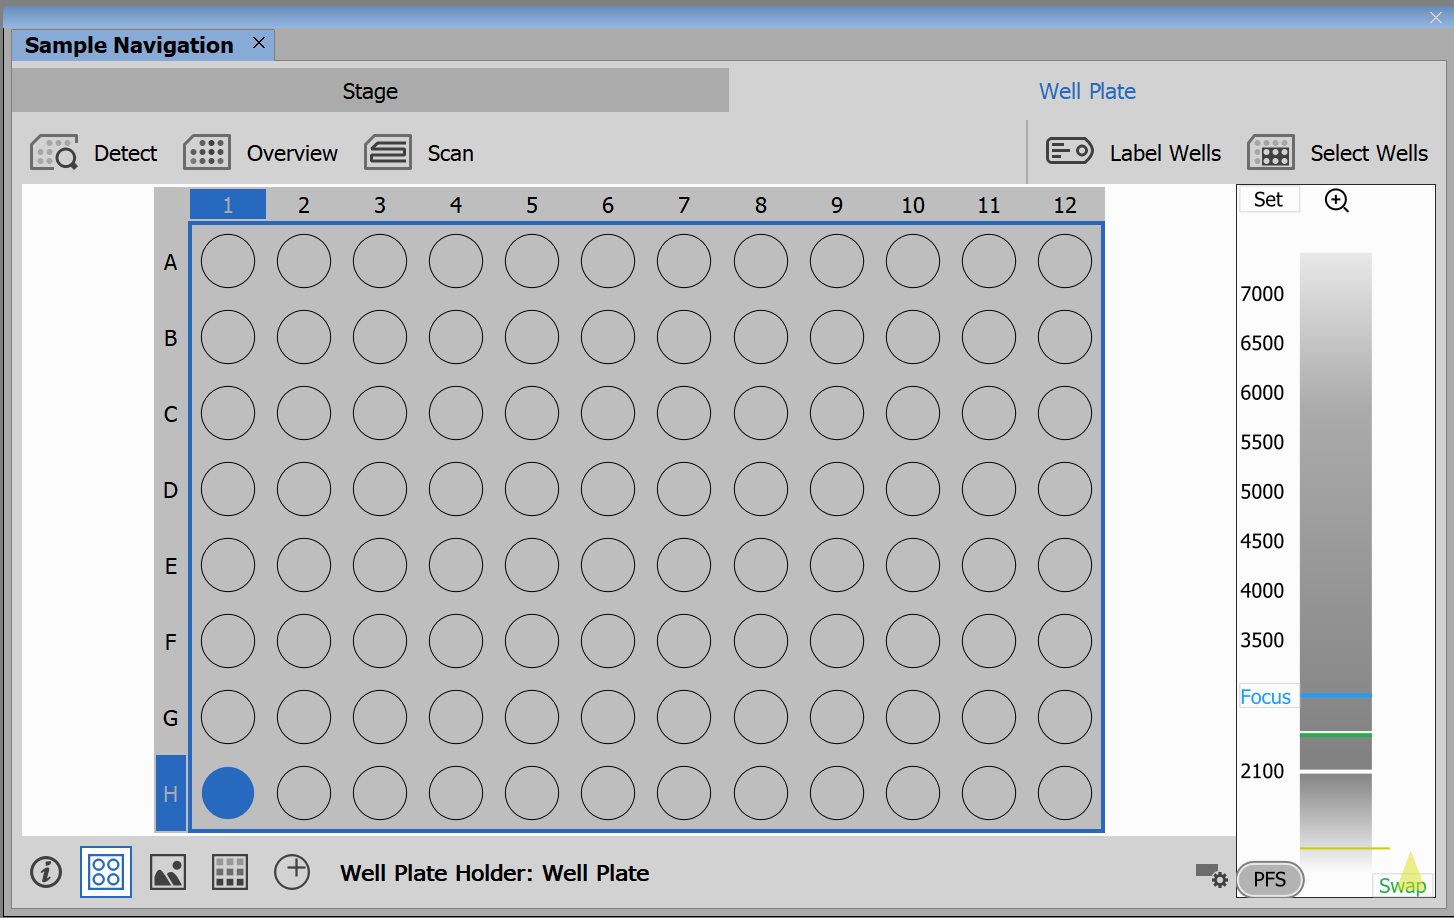 Sample Navigation
Stage Well Plate
Detect Overview Scan Label Wells Select Wells
Set
1 2 3 4 5 6 7 8 9 10 11 12
A
B
C
D
E
F
G
H
7000
6500
6000
5500
5000
4500
4000
3500
Focus
2100
Well Plate Holder: Well Plate
PFS
Swap